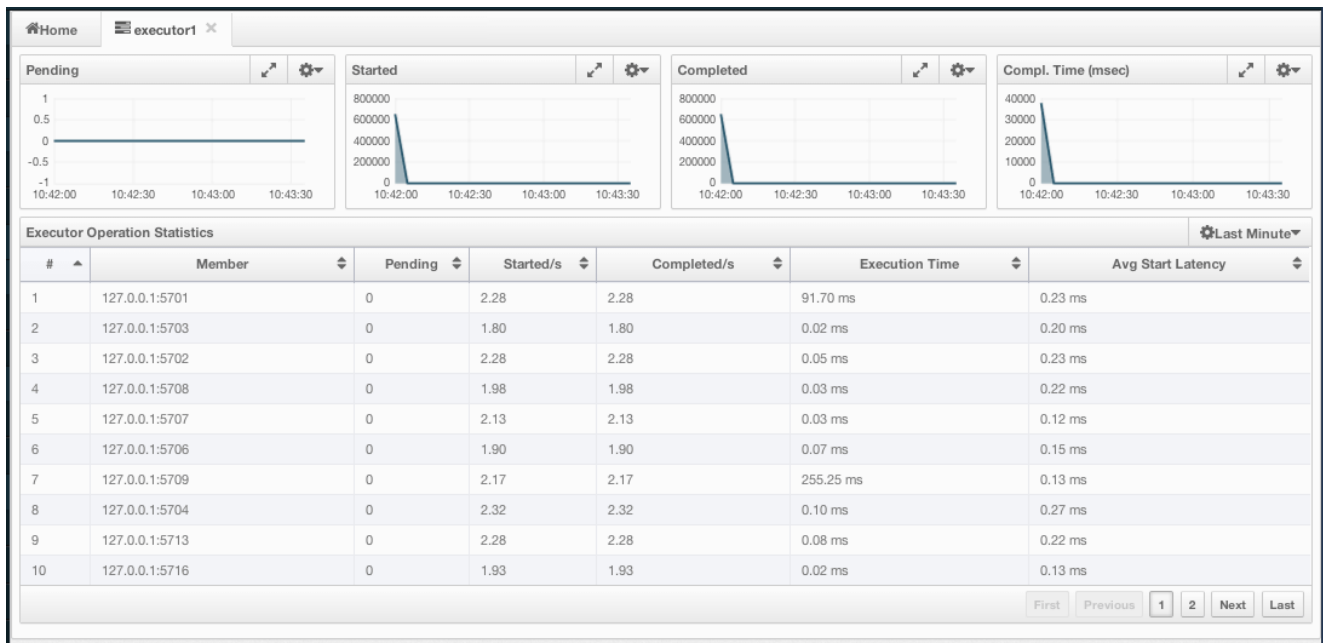 Home executor1
Pending Started Completed Compl. Time (msec)
1
0.5
0
-0.5
-1
10:42:00 10:42:30 10:43:00 10:43:30
800000
600000
400000
200000
0
10:42:00 10:42:30 10:43:00 10:43:30
800000
600000
400000
200000
0
10:42:00 10:42:30 10:43:00 10:43:30
40000
30000
20000
10000
0
10:42:00 10:42:30 10:43:00 10:43:30
Executor Operation Statistics Last Minute
# Member Pending Started/s Completed/s Execution Time Avg Start Latency
1 127.0.0.1:5701 0 2.28 2.28 91.70 ms 0.23 ms
2 127.0.0.1:5703 0 1.80 1.80 0.02 ms 0.20 ms
3 127.0.0.1:5702 0 2.28 2.28 0.05 ms 0.23 ms
4 127.0.0.1:5708 0 1.98 1.98 0.03 ms 0.22 ms
5 127.0.0.1:5707 0 2.13 2.13 0.03 ms 0.12 ms
6 127.0.0.1:5706 0 1.90 1.90 0.07 ms 0.15 ms
7 127.0.0.1:5709 0 2.17 2.17 255.25 ms 0.13 ms
8 127.0.0.1:5704 0 2.32 2.32 0.10 ms 0.27 ms
9 127.0.0.1:5713 0 2.28 2.28 0.08 ms 0.22 ms
10 127.0.0.1:5716 0 1.93 1.93 0.02 ms 0.13 ms
First Previous 1 2 Next Last